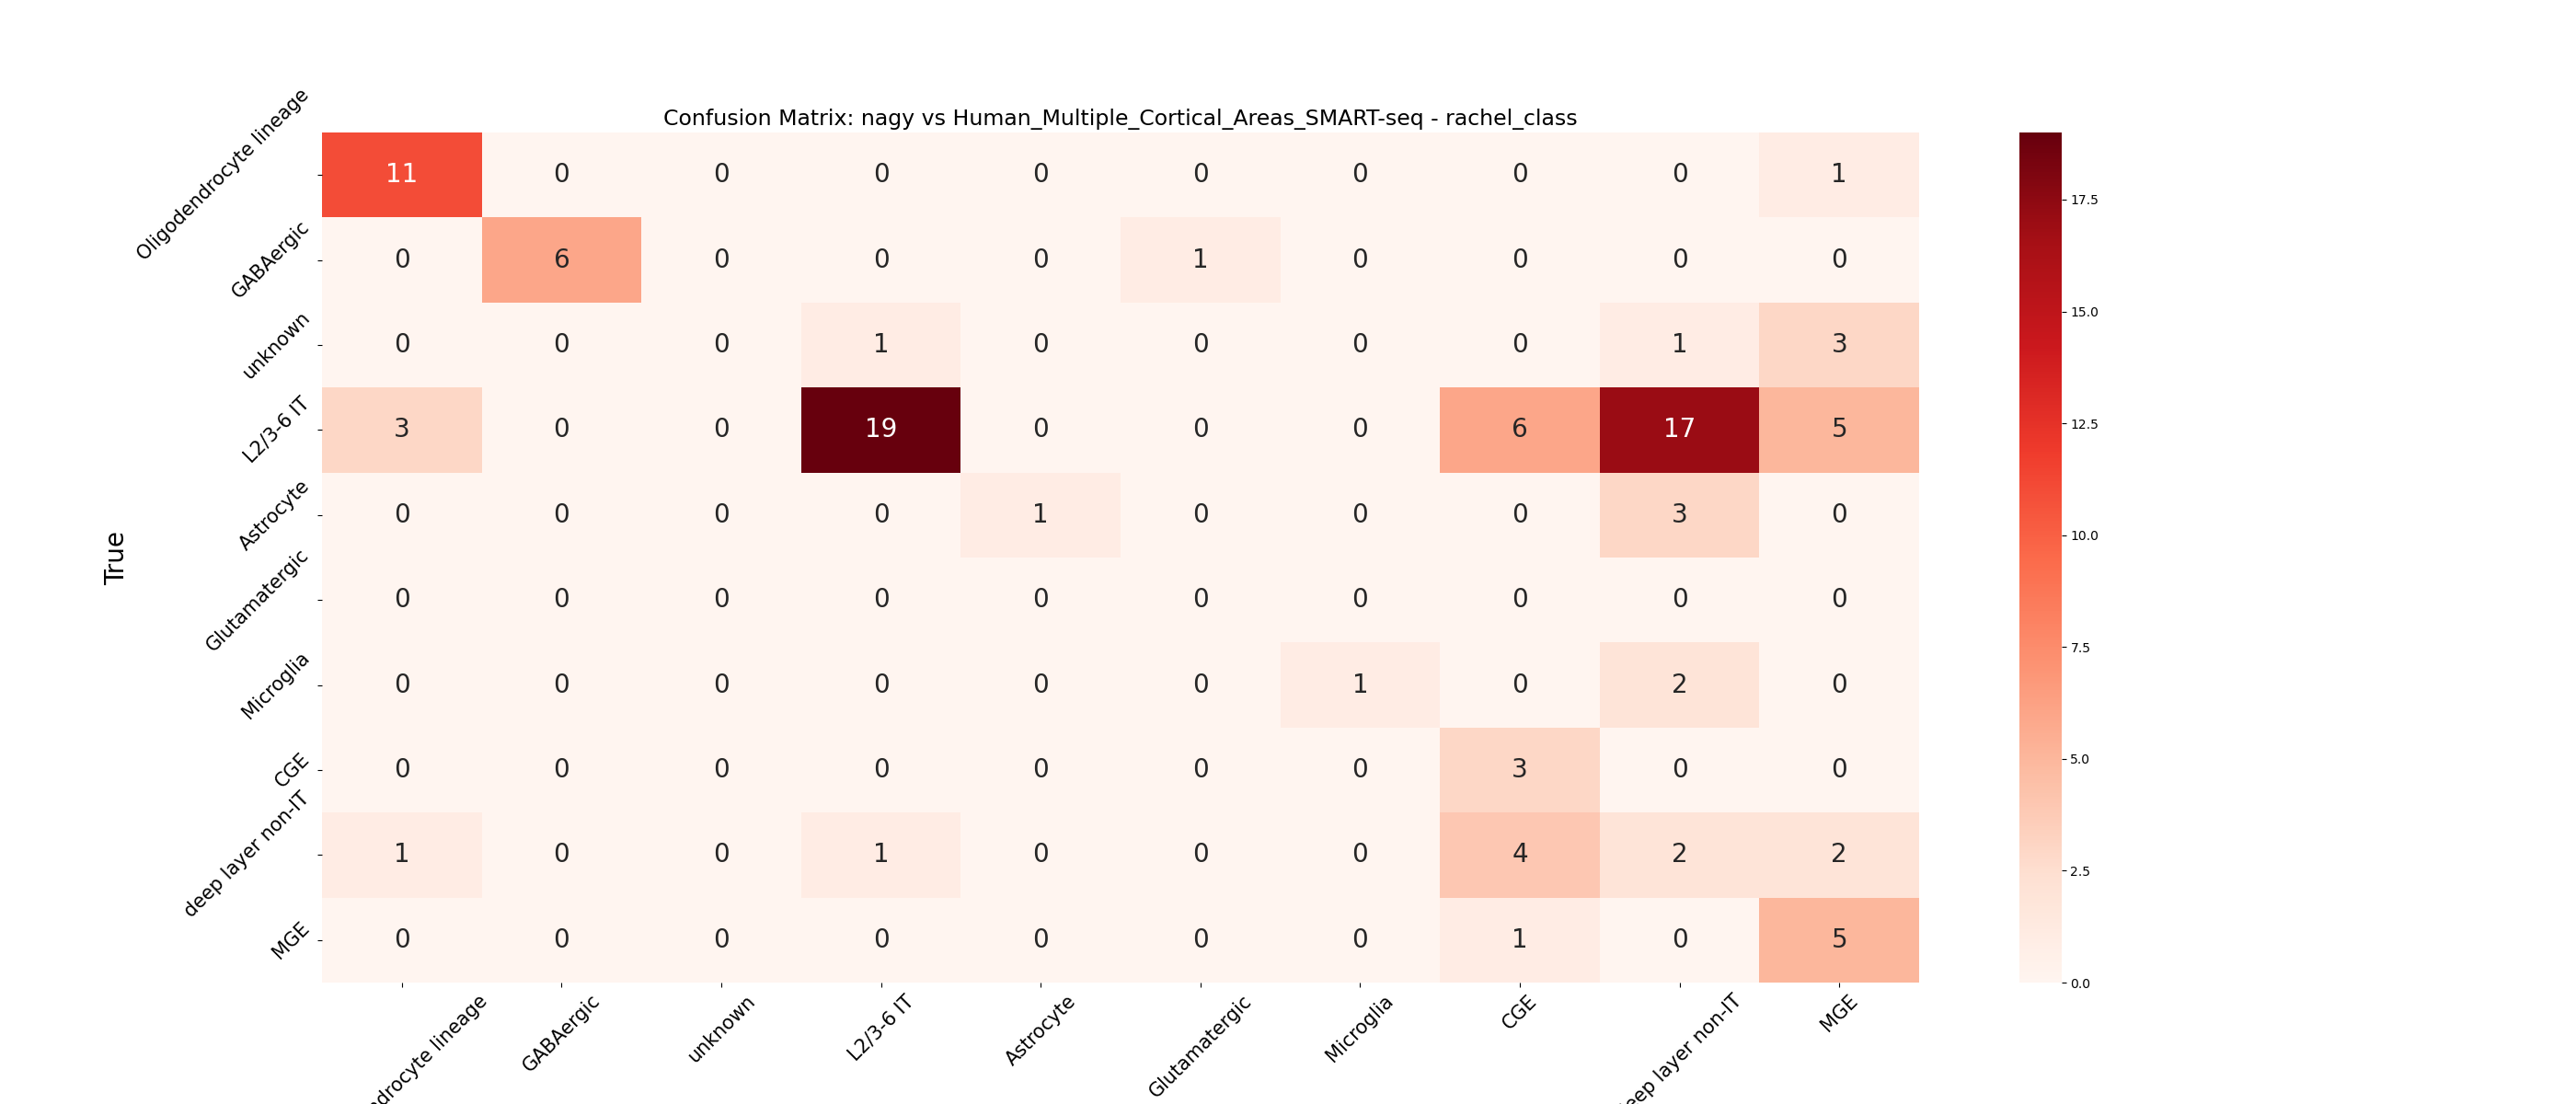 Confusion Matrix: nagy vs Human_Multiple_Cortical_Areas_SMART-seq - rachel_class
True
Oligodendrocyte lineage 11 0 0 0 0 0 0 0 0 1
GABAergic 0 6 0 0 0 1 0 0 0 0
unknown 0 0 0 1 0 0 0 0 1 3
L2/3-6 IT 3 0 0 19 0 0 0 6 17 5
Astrocyte 0 0 0 0 1 0 0 0 3 0
Glutamatergic 0 0 0 0 0 0 0 0 0 0
Microglia 0 0 0 0 0 0 1 0 2 0
CGE 0 0 0 0 0 0 0 3 0 0
deep layer non-IT 1 0 0 1 0 0 0 4 2 2
MGE 0 0 0 0 0 0 0 1 0 5
lineage
GABAergic
unknown
L2/3-6 IT
Astrocyte
Glutamatergic
Microglia
CGE
layer non-IT
MGE
17.5
15.0
12.5
10.0
7.5
5.0
2.5
0.0